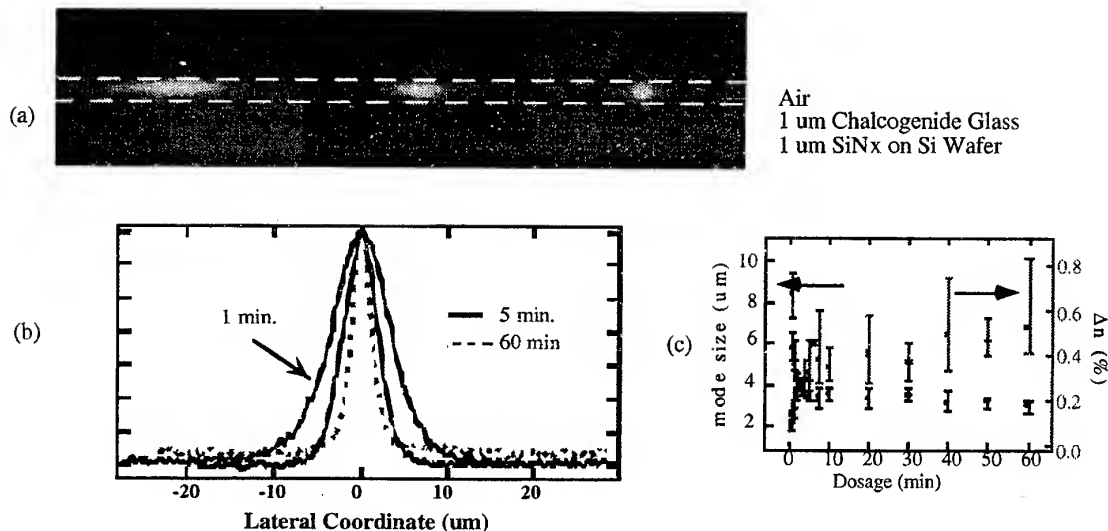 (a)
Air
1 um Chalcogenide Glass
1 um SiNx on Si Wafer
(b)
1 min.
5 min.
60 min
-20
-10
0
10
20
Lateral Coordinate (um)
(c)
mode size (um)
10
8
6
4
2
0.8
0.6
0.4
0.2
0.0
Δn (%)
0
10
20
30
40
50
60
Dosage (min)